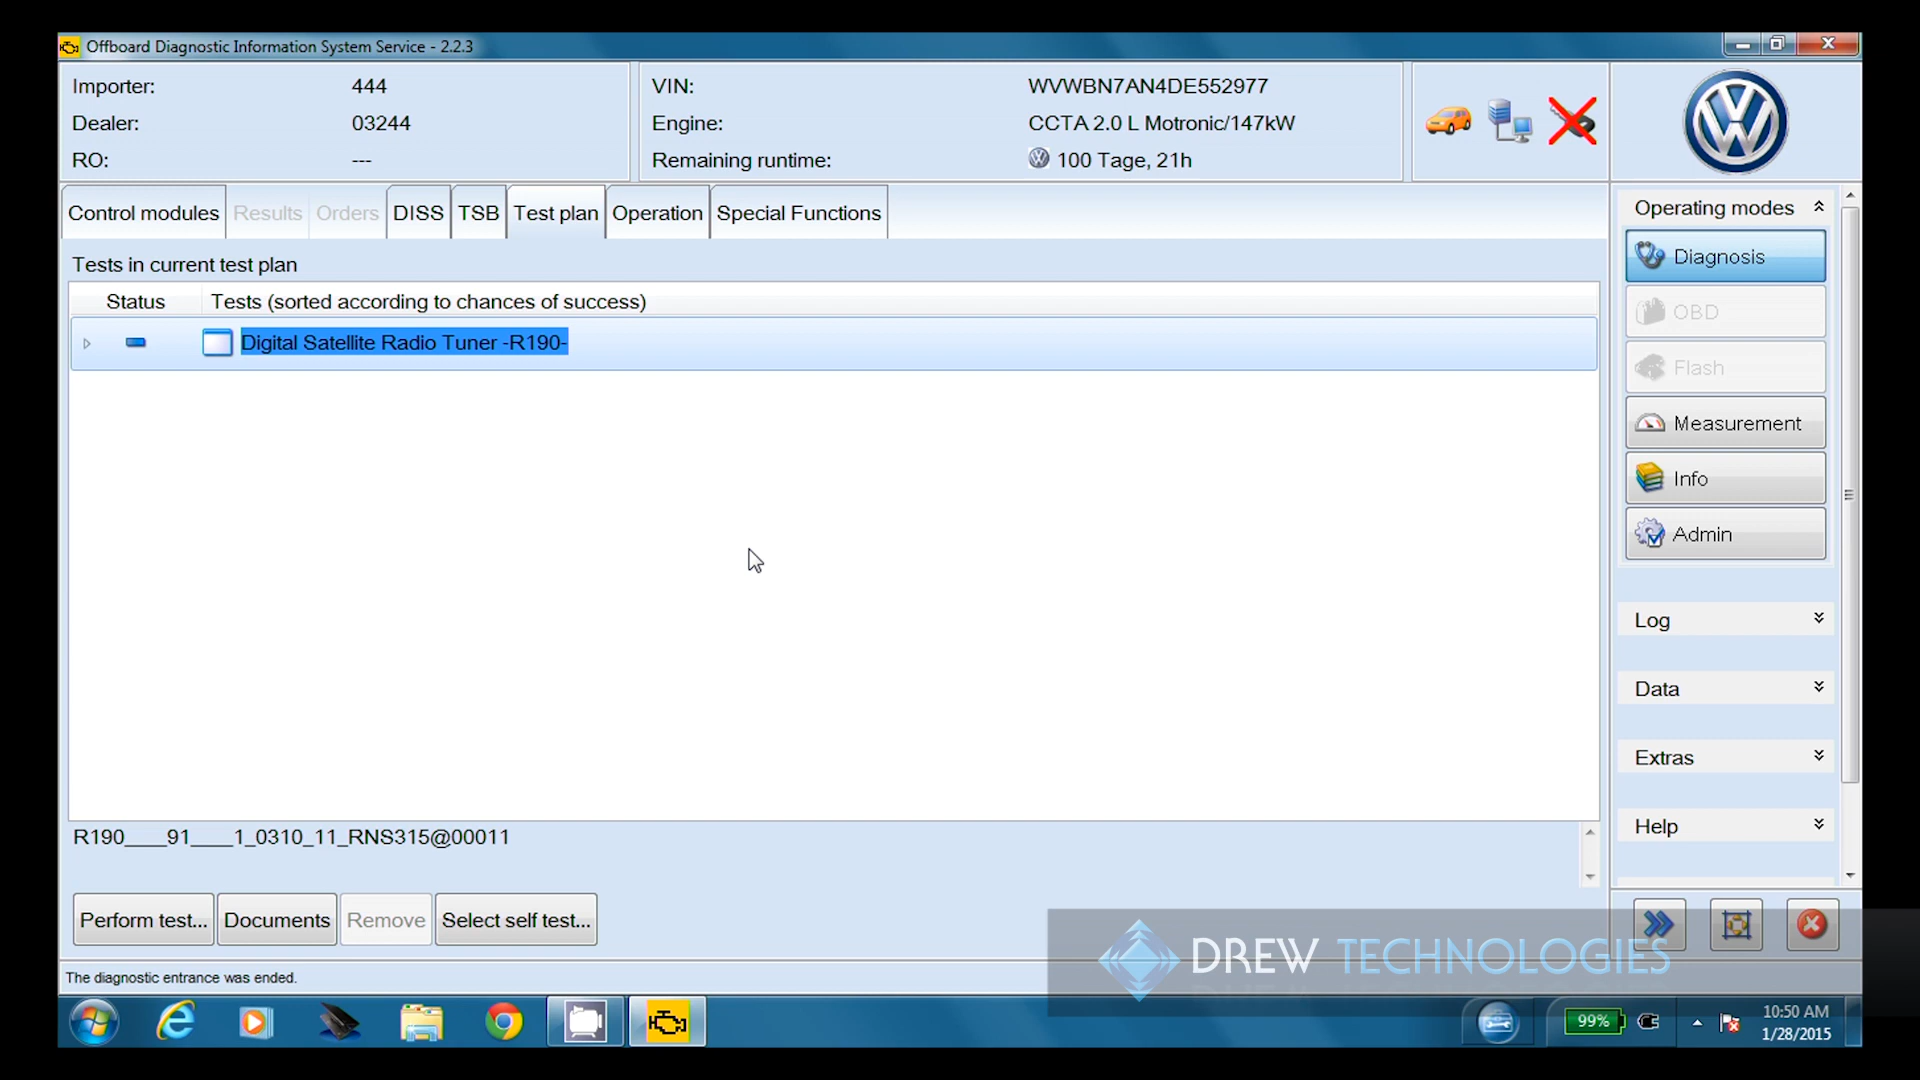 Offboard Diagnostic Information System Service - 2.2.3
Importer: 444
Dealer: 03244
RO: ---
VIN: WVWBN7AN4DE552977
Engine: CCTA 2.0 L Motronic/147kW
Remaining runtime: 100 Tage, 21h
Control modules Results Orders DISS TSB Test plan Operation Special Functions
Tests in current test plan
Status Tests (sorted according to chances of success)
Digital Satellite Radio Tuner -R190-
R190____91____1_0310_11_RNS315@00011
Perform test... Documents Remove Select self test...
The diagnostic entrance was ended.
Operating modes
Diagnosis
OBD
Flash
Measurement
Info
Admin
Log
Data
Extras
Help
DREW TECHNOLOGIES
99%
10:50 AM
1/28/2015